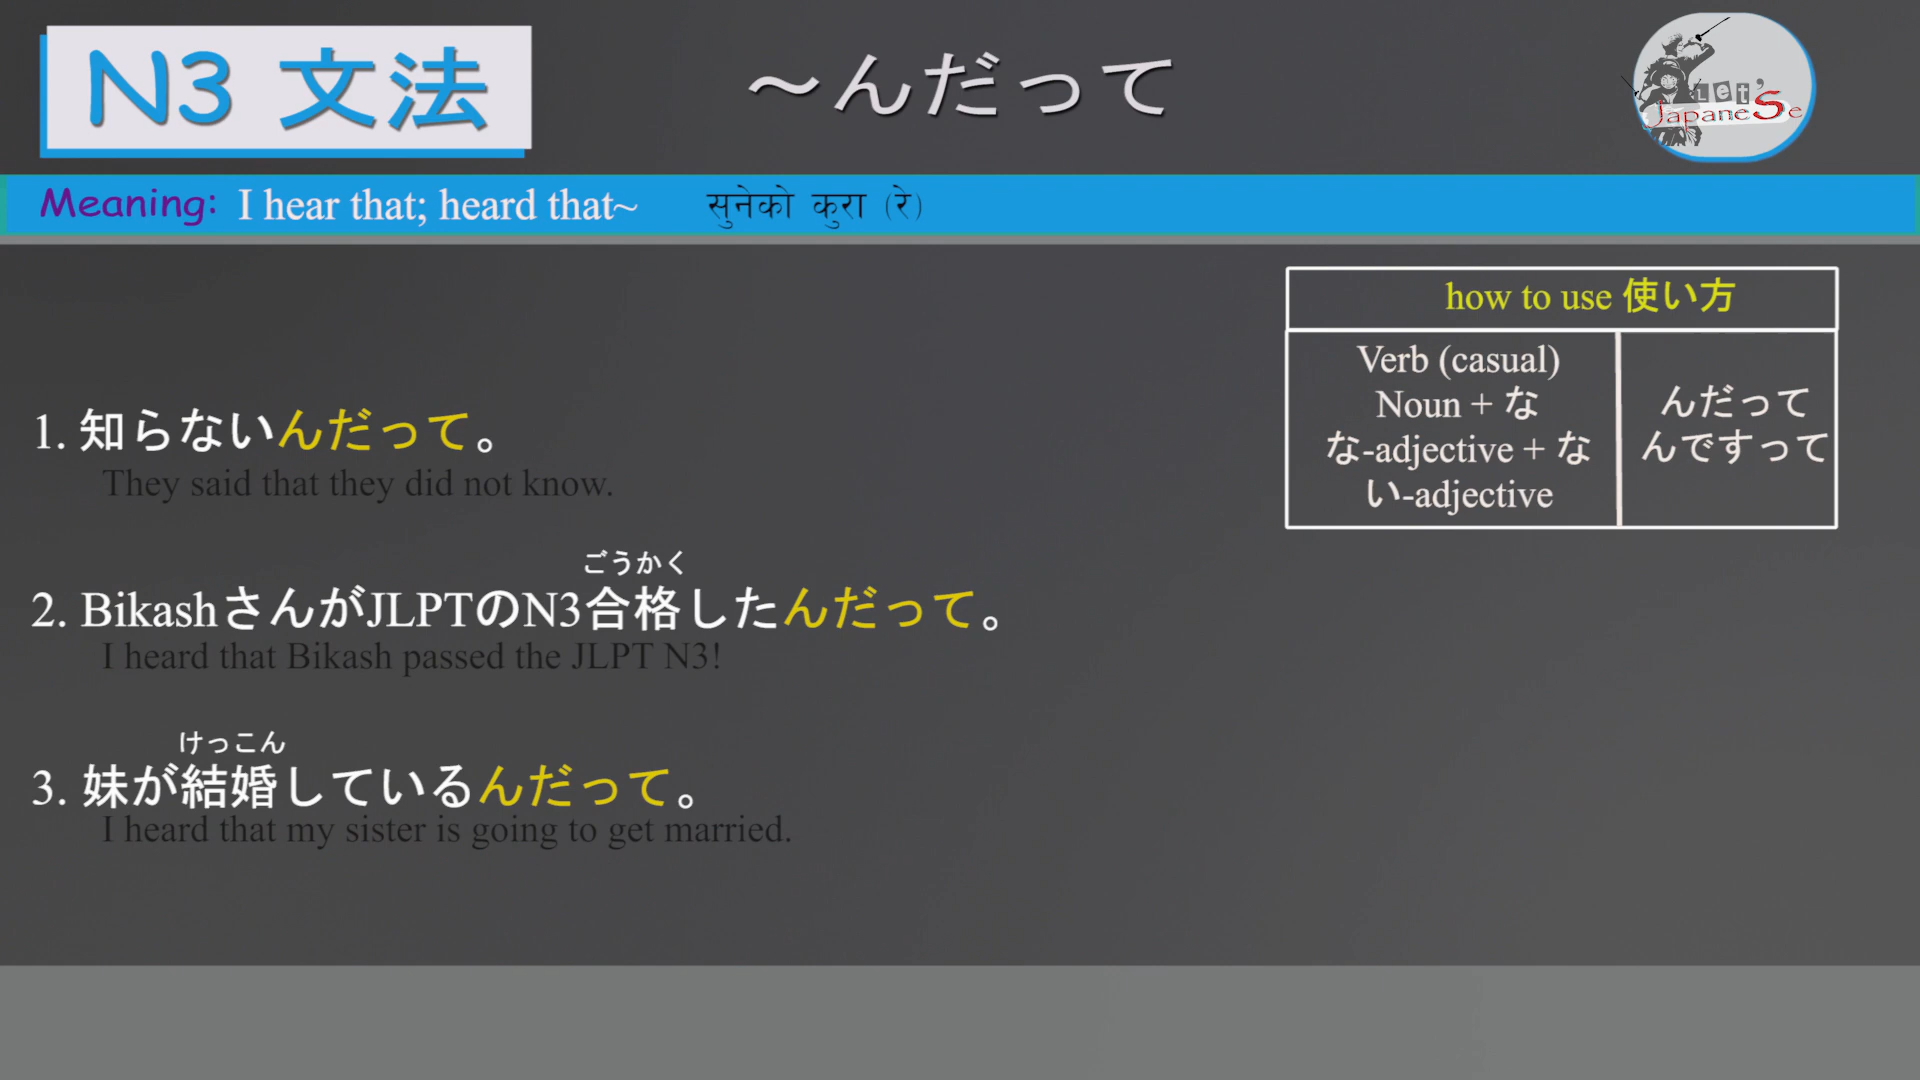 N3 文法
～んだって
Let's
JapaneSe
Meaning: I hear that; heard that~ सुनेको कुरा (रे)
how to use 使い方
Verb (casual)
Noun + な
な-adjective + な
い-adjective
んだって
んですって
1. 知らないんだって。
They said that they did not know.
ごうかく
2. BikashさんがJLPTのN3合格したんだって。
I heard that Bikash passed the JLPT N3!
けっこん
3. 妹が結婚しているんだって。
I heard that my sister is going to get married.